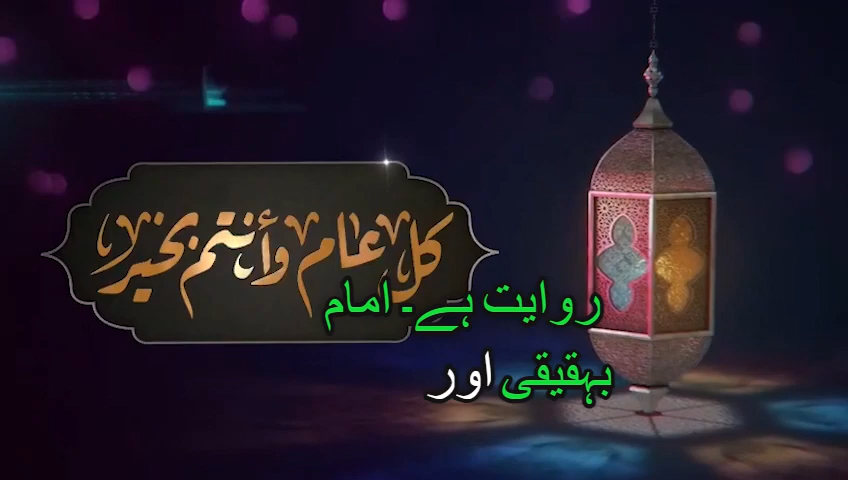 كل عام وأنتم بخير
روایت ہے۔ امام
بہقیقی اور